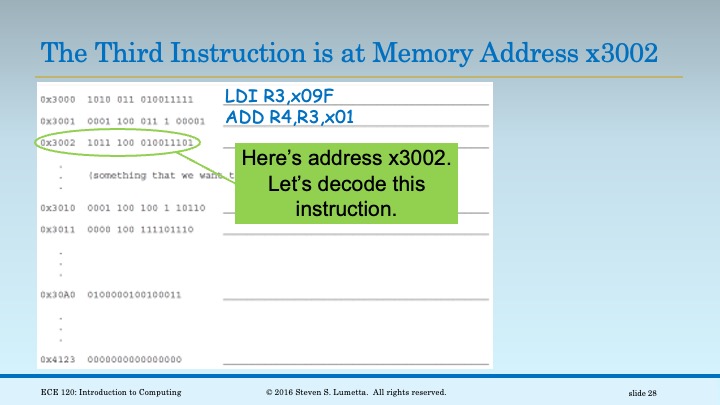 The Third Instruction is at Memory Address x3002
0x3000 1010 011 010011111 LDI R3,x09F
0x3001 0001 100 011 1 00001 ADD R4,R3,x01
0x3002 1011 100 010011101
Here's address x3002.
Let's decode this
instruction.
(something that we want t
0x3010 0001 100 100 1 10110
0x3011 0000 100 111101110
0x30A0 0100000100100011
0x4123 0000000000000000
ECE 120: Introduction to Computing © 2016 Steven S. Lumetta. All rights reserved. slide 28